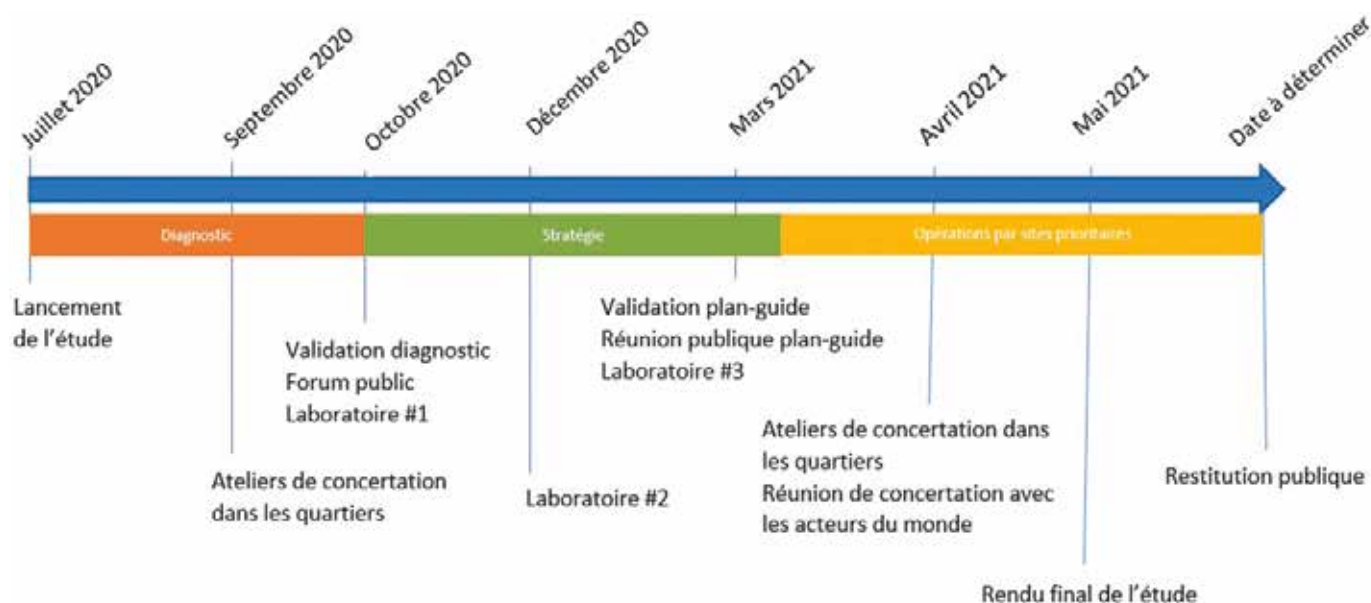 Juillet 2020
Septembre 2020
Octobre 2020
Décembre 2020
Mars 2021
Avril 2021
Mai 2021
Date à déterminer
Diagnostic
Stratégie
Opérations par sites prioritaires
Lancement
de l'étude
Validation diagnostic
Forum public
Laboratoire #1
Ateliers de concertation
dans les quartiers
Laboratoire #2
Validation plan-guide
Réunion publique plan-guide
Laboratoire #3
Ateliers de concertation dans
les quartiers
Réunion de concertation avec
les acteurs du monde
Rendu final de l'étude
Restitution publique